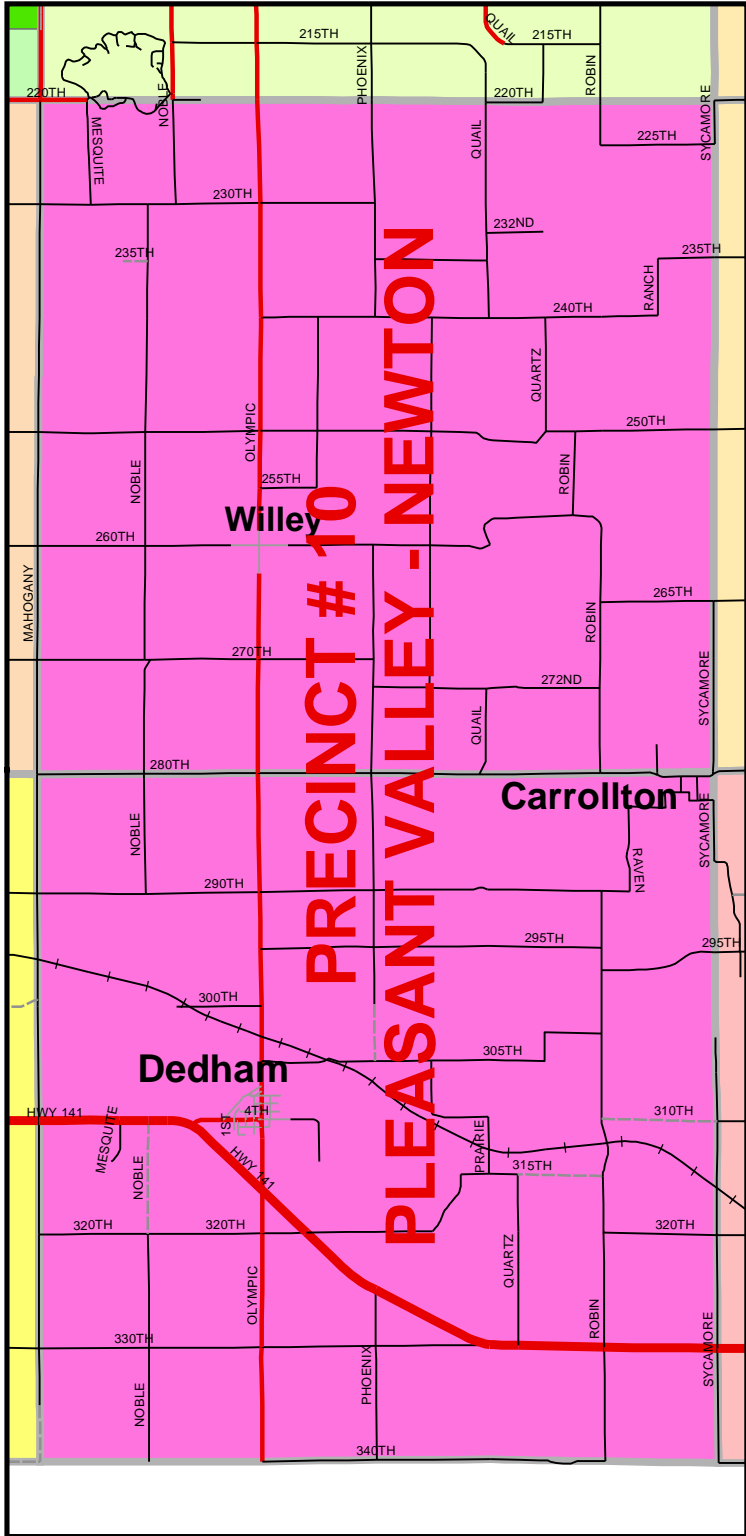 QUAIL
215TH
215TH
PHOENIX
ROBIN
220TH
NOBLE
220TH
SYCAMORE
MESQUITE
QUAIL
225TH
230TH
232ND
235TH
235TH
RANCH
240TH
QUARTZ
OLYMPIC
250TH
NOBLE
255TH
ROBIN
Willey
260TH
MAHOGANY
265TH
ROBIN
270TH
272ND
SYCAMORE
QUAIL
280TH
Carrollton
NOBLE
SYCAMORE
RAVEN
290TH
295TH
295TH
300TH
305TH
Dedham
HWY 141
MESQUITE
1ST
4TH
310TH
NOBLE
HWY 141
PRAIRIE
315TH
320TH
320TH
320TH
OLYMPIC
QUARTZ
ROBIN
330TH
PHOENIX
SYCAMORE
NOBLE
340TH
PRECINCT # 10
PLEASANT VALLEY - NEWTON